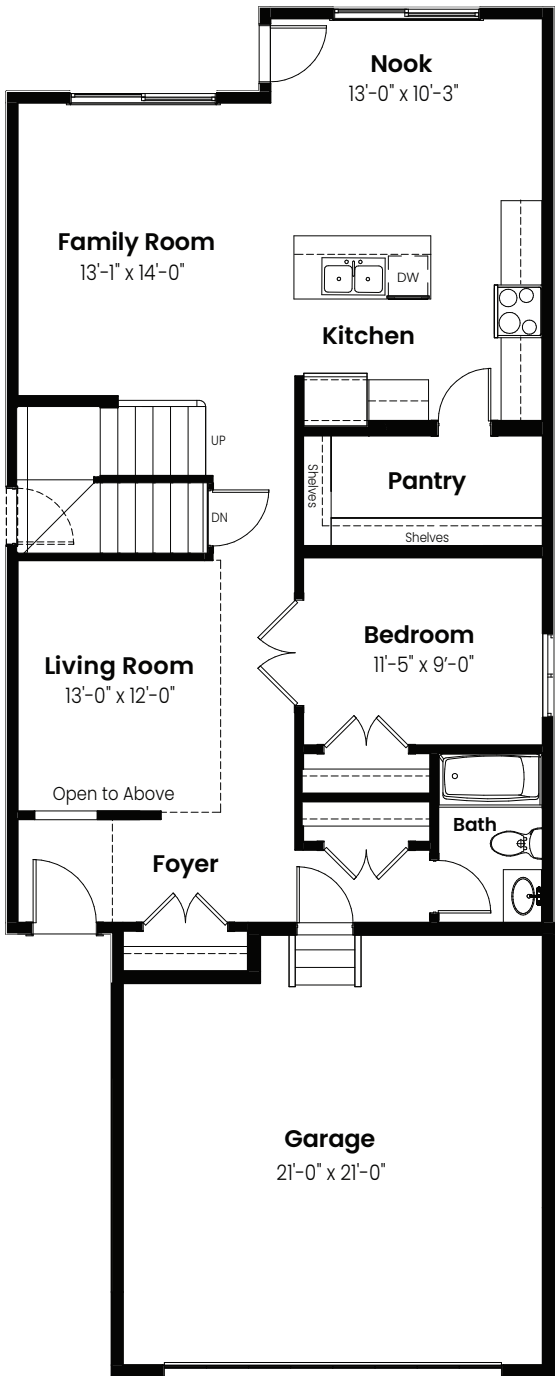 Nook
13'-0" x 10'-3"
Family Room
13'-1" x 14'-0"
DW
Kitchen
UP
Shelves
Pantry
DN
Shelves
Bedroom
11'-5" x 9'-0"
Living Room
13'-0" x 12'-0"
Open to Above
Bath
Foyer
Garage
21'-0" x 21'-0"